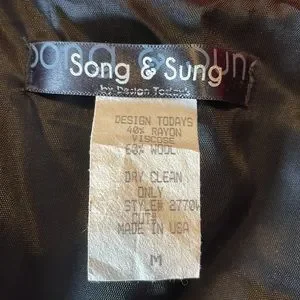 Song & Sung
by Design Today's
DESIGN TODAYS
40% RAYON
VISCOSE
60% WOOL
DRY CLEAN
ONLY
STYLE# 2770W
CUT#
MADE IN USA
M